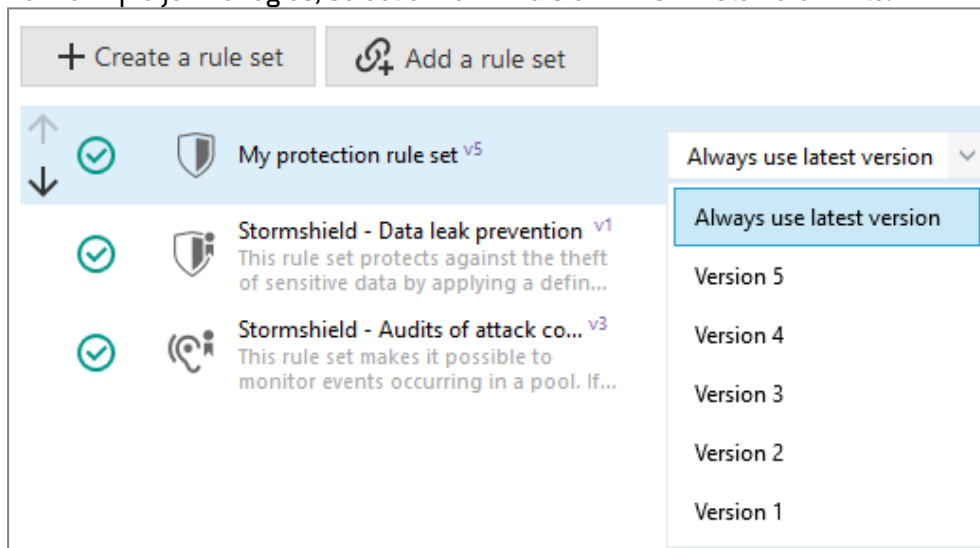 Create a rule set
Add a rule set
My protection rule set v5
Always use latest version
Stormshield - Data leak prevention v1
This rule set protects against the theft
of sensitive data by applying a defin...
Stormshield - Audits of attack co... v3
This rule set makes it possible to
monitor events occurring in a pool. If...
Always use latest version
Version 5
Version 4
Version 3
Version 2
Version 1